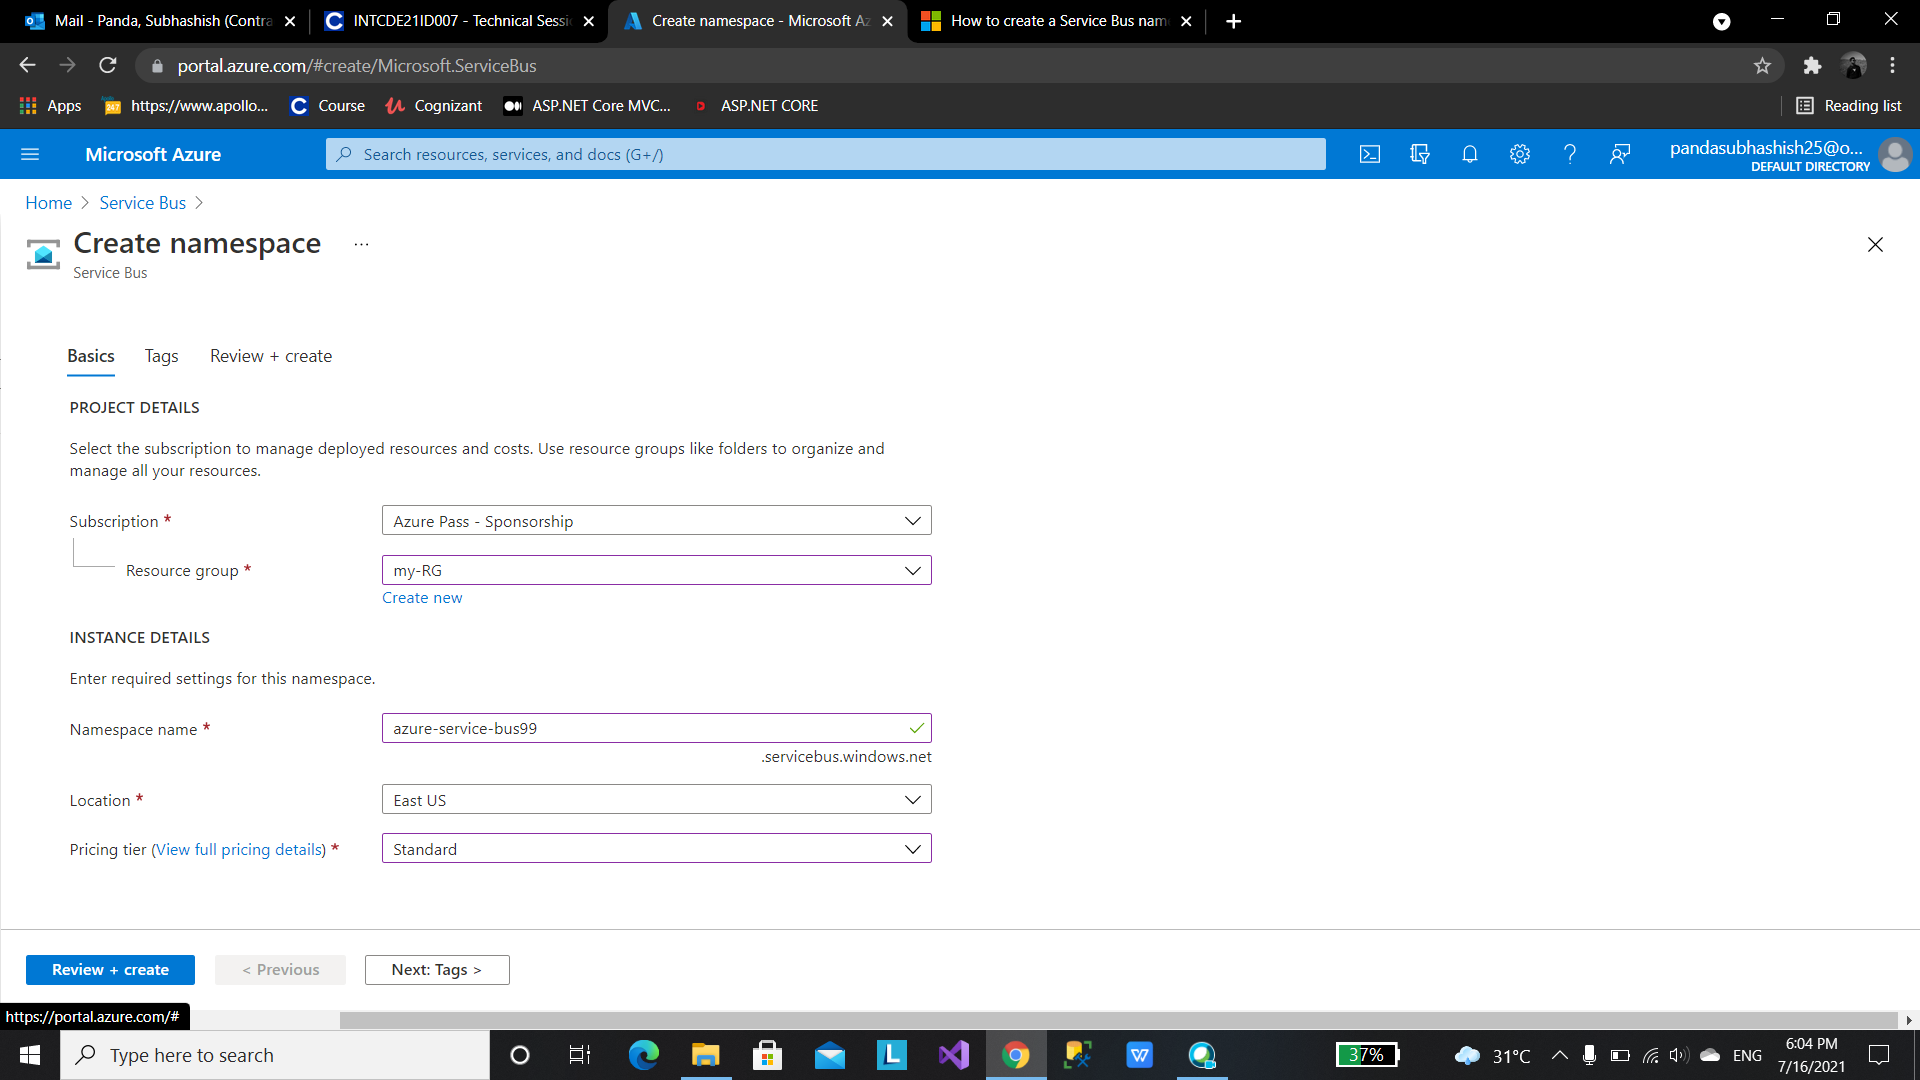 Mail - Panda, Subhashish (Contra
INTCDE21ID007 - Technical Sessi
Create namespace - Microsoft Az
How to create a Service Bus nam
portal.azure.com/#create/Microsoft.ServiceBus
Apps
https://www.apollo...
Course
Cognizant
ASP.NET Core MVC...
ASP.NET CORE
Reading list
Microsoft Azure
Search resources, services, and docs (G+/)
pandasubhashish25@o...
DEFAULT DIRECTORY
Home > Service Bus >
Create namespace ...
Service Bus
Basics
Tags
Review + create
PROJECT DETAILS
Select the subscription to manage deployed resources and costs. Use resource groups like folders to organize and
manage all your resources.
Subscription *
Azure Pass - Sponsorship
Resource group *
my-RG
Create new
INSTANCE DETAILS
Enter required settings for this namespace.
Namespace name *
azure-service-bus99
.servicebus.windows.net
Location *
East US
Pricing tier (View full pricing details) *
Standard
Review + create
< Previous
Next: Tags >
https://portal.azure.com/#
Type here to search
37%
31°C
ENG
6:04 PM
7/16/2021